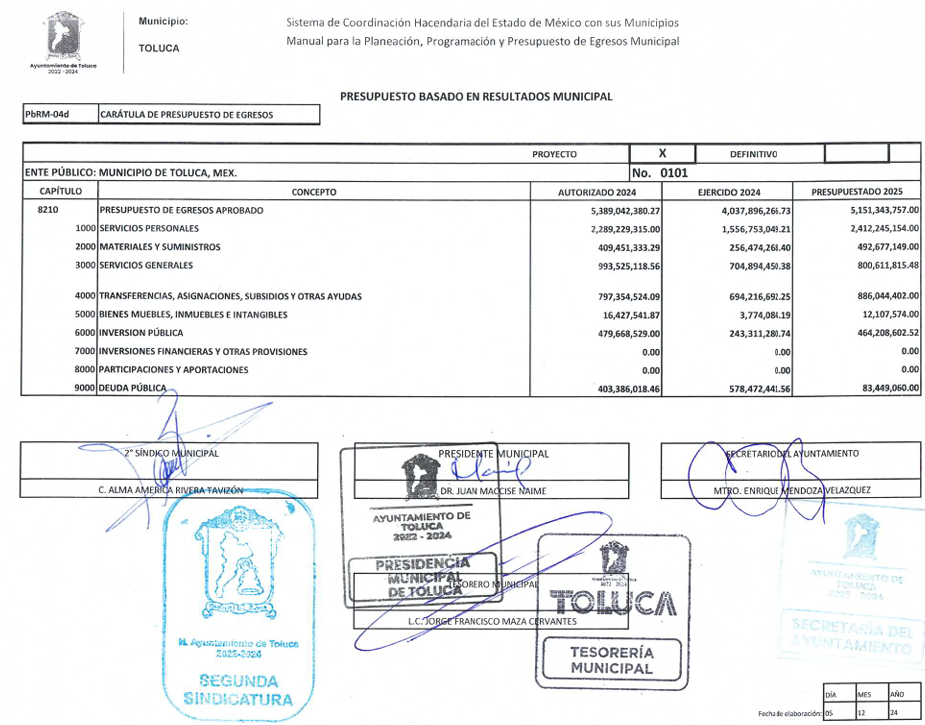 Municipio:
TOLUCA
Ayuntamiento de Toluca
2022 - 2024
Sistema de Coordinación Hacendaria del Estado de México con sus Municipios
Manual para la Planeación, Programación y Presupuesto de Egresos Municipal
PRESUPUESTO BASADO EN RESULTADOS MUNICIPAL
PbRM-04d CARÁTULA DE PRESUPUESTO DE EGRESOS
PROYECTO X DEFINITIVO
ENTE PÚBLICO: MUNICIPIO DE TOLUCA, MEX. No. 0101
CAPÍTULO CONCEPTO AUTORIZADO 2024 EJERCIDO 2024 PRESUPUESTADO 2025
8210 PRESUPUESTO DE EGRESOS APROBADO 5,389,042,380.27 4,037,896,266.73 5,151,343,757.00
1000 SERVICIOS PERSONALES 2,289,229,315.00 1,556,753,049.21 2,412,245,154.00
2000 MATERIALES Y SUMINISTROS 409,451,333.29 256,474,268.40 492,677,149.00
3000 SERVICIOS GENERALES 993,525,118.56 704,894,450.38 800,611,815.48
4000 TRANSFERENCIAS, ASIGNACIONES, SUBSIDIOS Y OTRAS AYUDAS 797,354,524.09 694,216,692.25 886,044,402.00
5000 BIENES MUEBLES, INMUEBLES E INTANGIBLES 16,427,541.87 3,774,084.19 12,107,574.00
6000 INVERSION PÚBLICA 479,668,529.00 243,311,280.74 464,208,602.52
7000 INVERSIONES FINANCIERAS Y OTRAS PROVISIONES 0.00 0.00 0.00
8000 PARTICIPACIONES Y APORTACIONES 0.00 0.00 0.00
9000 DEUDA PÚBLICA 403,386,018.46 578,472,441.56 83,449,060.00
2° SÍNDICO MUNICIPAL
C. ALMA AMERICA RIVERA TAVIZÓN
PRESIDENTE MUNICIPAL
DR. JUAN MACCISE NAIME
SECRETARIO DEL AYUNTAMIENTO
MTRO. ENRIQUE MENDOZA VELAZQUEZ
AYUNTAMIENTO DE
TOLUCA
2022 - 2024
PRESIDENCIA
MUNICIPAL
DE TOLUCA
TESORERO MUNICIPAL
L.C. JORGE FRANCISCO MAZA CERVANTES
H. Ayuntamiento de Toluca
2022-2024
SEGUNDA
SINDICATURA
TOLUCA
TESORERÍA
MUNICIPAL
AYUNTAMIENTO DE
TOLUCA
2022 - 2024
SECRETARÍA DEL
AYUNTAMIENTO
DÍA MES AÑO
Fecha de elaboración: 05 12 24